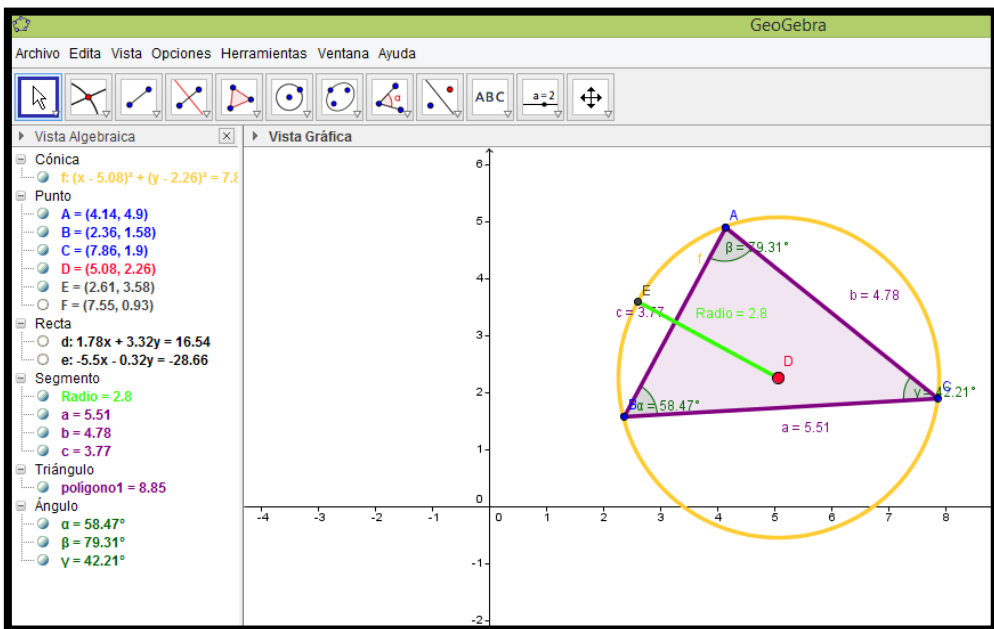 GeoGebra
Archivo Edita Vista Opciones Herramientas Ventana Ayuda
ABC
a=2
α
Vista Algebraica
Vista Gráfica
Cónica
f: (x - 5.08)² + (y - 2.26)² = 7.8
Punto
A = (4.14, 4.9)
B = (2.36, 1.58)
C = (7.86, 1.9)
D = (5.08, 2.26)
E = (2.61, 3.58)
F = (7.55, 0.93)
Recta
d: 1.78x + 3.32y = 16.54
e: -5.5x - 0.32y = -28.66
Segmento
Radio = 2.8
a = 5.51
b = 4.78
c = 3.77
Triángulo
polígono1 = 8.85
Ángulo
α = 58.47°
β = 79.31°
γ = 42.21°
6
5
4
3
2
1
0
-1
-2
-4 -3 -2 -1 0 1 2 3 4 5 6 7 8
A
β = 79.31°
f
E
c = 3.77
Radio = 2.8
b = 4.78
D
C
B
α = 58.47°
γ = 42.21°
a = 5.51